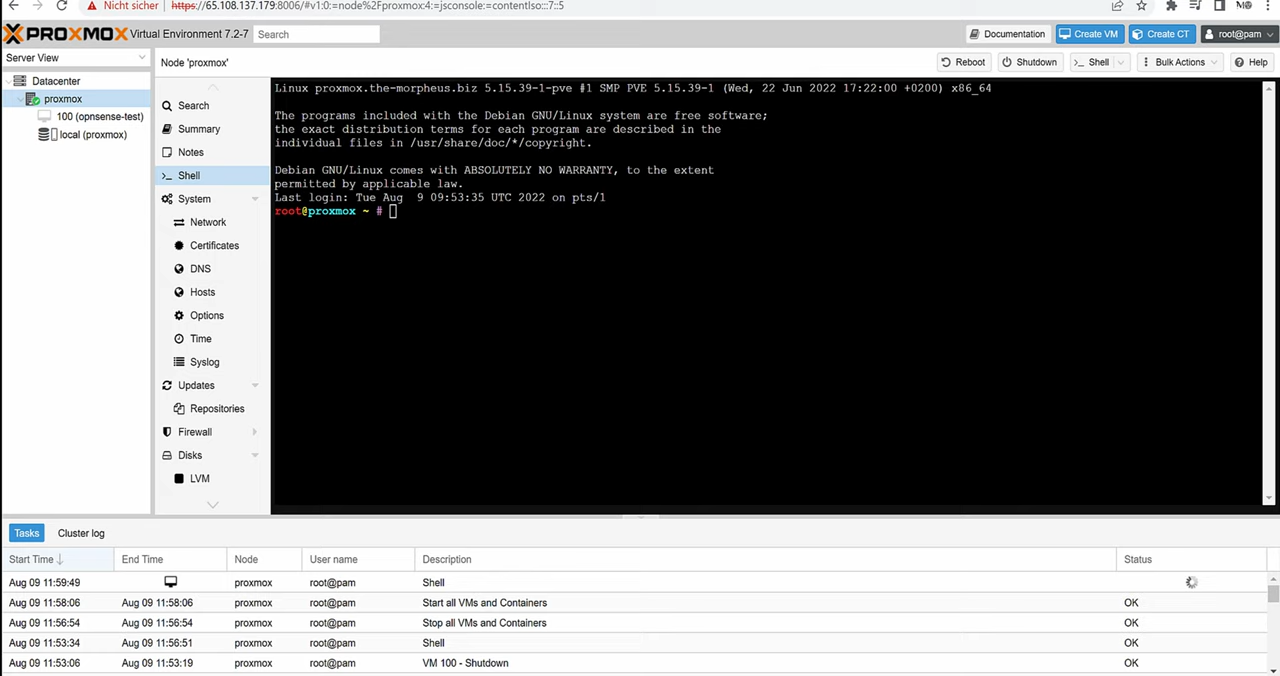 Nicht sicher https://65.108.137.179:8006/#v1:0:=node%2Fproxmox:4:=jsconsole=contentIso:::7::5
PROXMOX Virtual Environment 7.2-7 Search
Documentation Create VM Create CT root@pam
Server View
Node 'proxmox'
Reboot Shutdown >_ Shell Bulk Actions Help
Datacenter
proxmox
100 (opnsense-test)
local (proxmox)
Search
Summary
Notes
>_ Shell
System
Network
Certificates
DNS
Hosts
Options
Time
Syslog
Updates
Repositories
Firewall
Disks
LVM
Linux proxmox.the-morpheus.biz 5.15.39-1-pve #1 SMP PVE 5.15.39-1 (Wed, 22 Jun 2022 17:22:00 +0200) x86_64
The programs included with the Debian GNU/Linux system are free software;
the exact distribution terms for each program are described in the
individual files in /usr/share/doc/*/copyright.
Debian GNU/Linux comes with ABSOLUTELY NO WARRANTY, to the extent
permitted by applicable law.
Last login: Tue Aug  9 09:53:35 UTC 2022 on pts/1
root@proxmox ~ #
Tasks Cluster log
Start Time End Time Node User name Description Status
Aug 09 11:59:49 proxmox root@pam Shell
Aug 09 11:58:06 Aug 09 11:58:06 proxmox root@pam Start all VMs and Containers OK
Aug 09 11:56:54 Aug 09 11:56:54 proxmox root@pam Stop all VMs and Containers OK
Aug 09 11:53:34 Aug 09 11:56:51 proxmox root@pam Shell OK
Aug 09 11:53:06 Aug 09 11:53:19 proxmox root@pam VM 100 - Shutdown OK